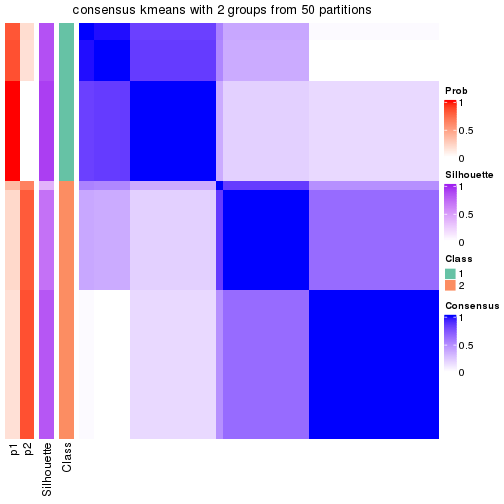 consensus kmeans with 2 groups from 50 partitions
Prob
1
0.5
0
Silhouette
1
0.5
0
Class
1
2
Consensus
1
0.5
0
p1
p2
Silhouette
Class